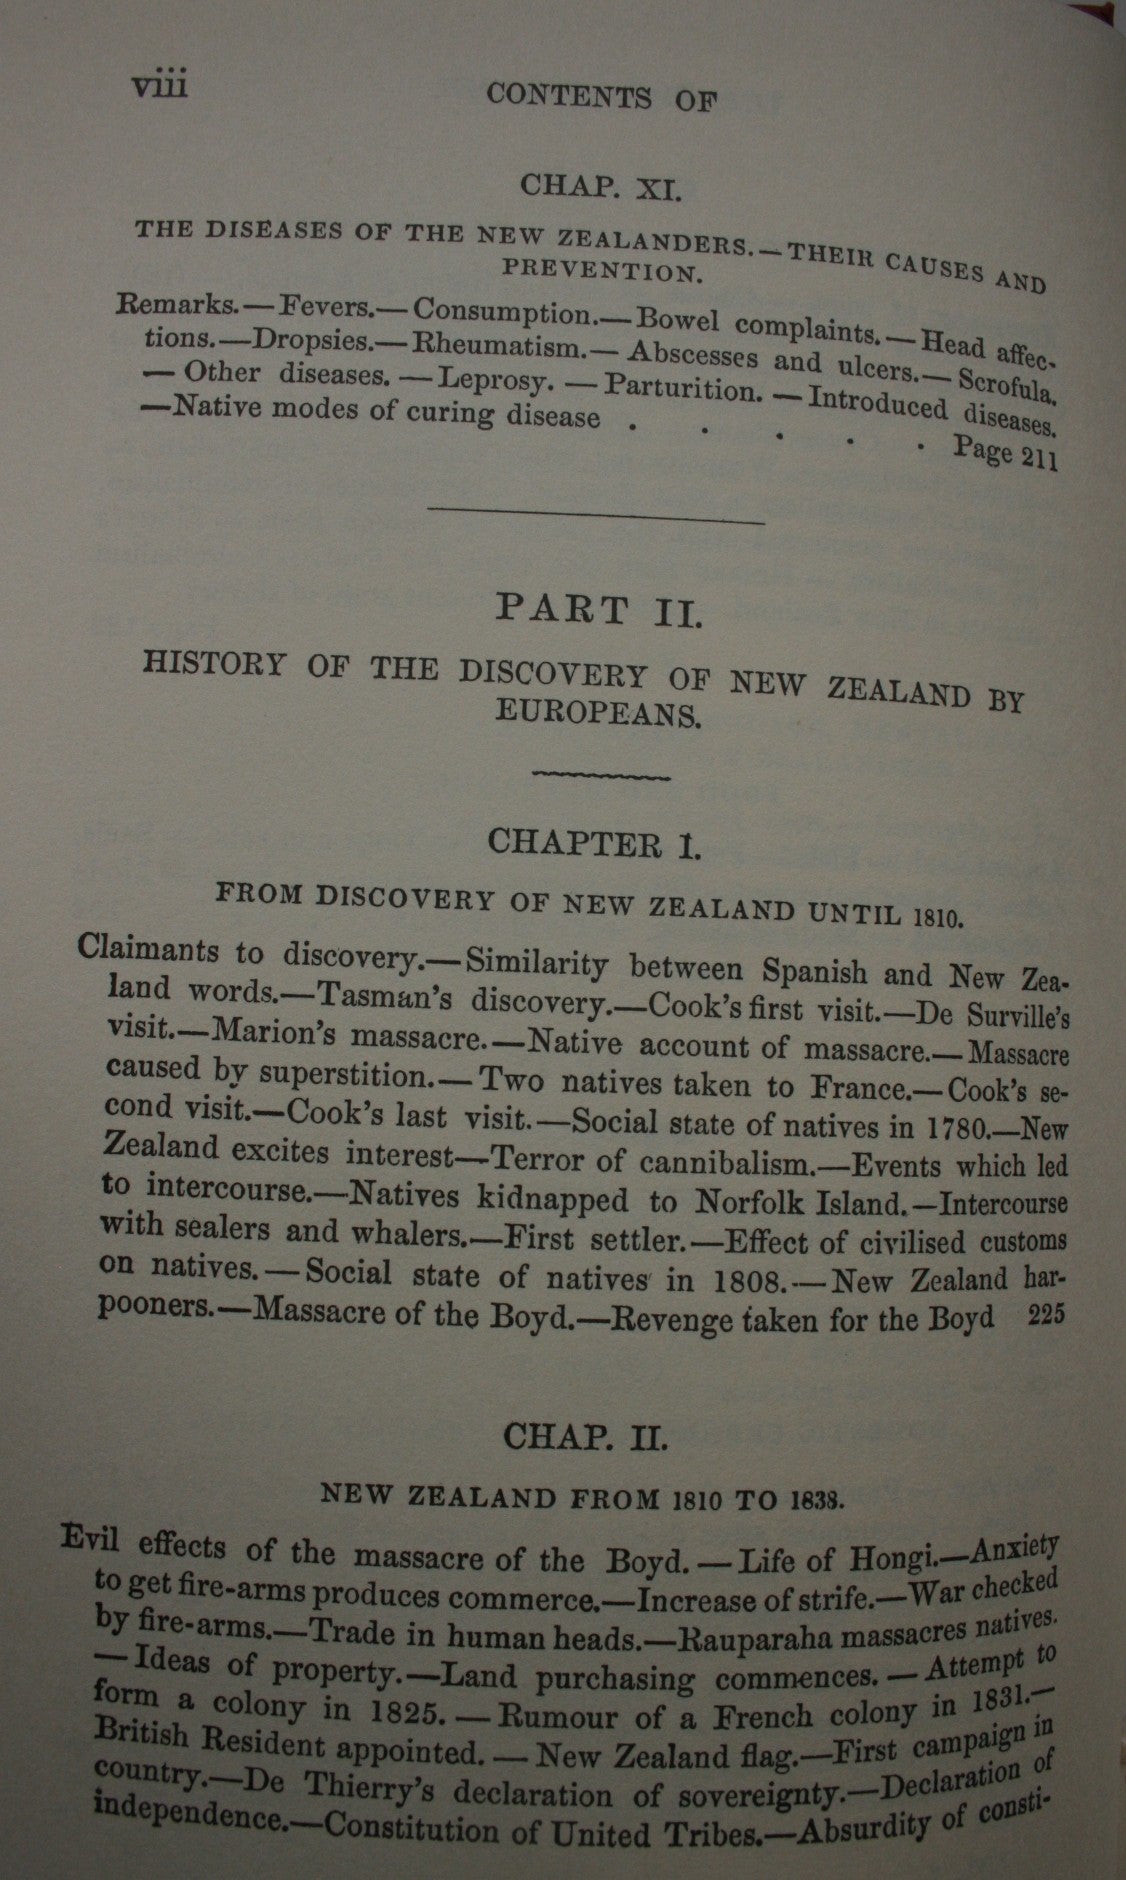 viii
CONTENTS OF
CHAP. XI.
THE DISEASES OF THE NEW ZEALANDERS.—THEIR CAUSES AND
PREVENTION.
Remarks.—Fevers.—Consumption.—Bowel complaints.—Head affec-
tions.—Dropsies.—Rheumatism.—Abscesses and ulcers.—Scrofula.
—Other diseases.—Leprosy.—Parturition.—Introduced diseases.
—Native modes of curing disease . . . . . Page 211
PART II.
HISTORY OF THE DISCOVERY OF NEW ZEALAND BY
EUROPEANS.
CHAPTER I.
FROM DISCOVERY OF NEW ZEALAND UNTIL 1810.
Claimants to discovery.—Similarity between Spanish and New Zea-
land words.—Tasman's discovery.—Cook's first visit.—De Surville's
visit.—Marion's massacre.—Native account of massacre.—Massacre
caused by superstition.—Two natives taken to France.—Cook's se-
cond visit.—Cook's last visit.—Social state of natives in 1780.—New
Zealand excites interest—Terror of cannibalism.—Events which led
to intercourse.—Natives kidnapped to Norfolk Island.—Intercourse
with sealers and whalers.—First settler.—Effect of civilised customs
on natives.—Social state of natives in 1808.—New Zealand har-
pooners.—Massacre of the Boyd.—Revenge taken for the Boyd 225
CHAP. II.
NEW ZEALAND FROM 1810 TO 1838.
Evil effects of the massacre of the Boyd.—Life of Hongi.—Anxiety
to get fire-arms produces commerce.—Increase of strife.—War checked
by fire-arms.—Trade in human heads.—Rauparaha massacres natives.
—Ideas of property.—Land purchasing commences.—Attempt to
form a colony in 1825.—Rumour of a French colony in 1831.—
British Resident appointed.—New Zealand flag.—First campaign in
country.—De Thierry's declaration of sovereignty.—Declaration of
independence.—Constitution of United Tribes.—Absurdity of consti-